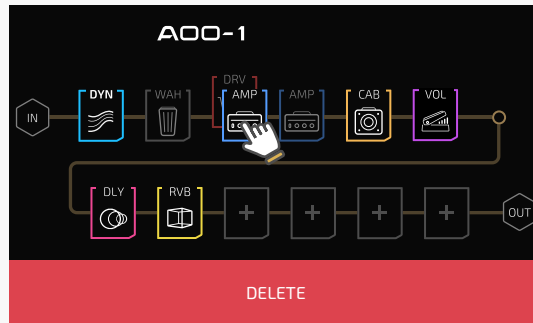 A00-1
DRV
DYN WAH AMP AMP CAB VOL
IN
DLY RVB
OUT
DELETE